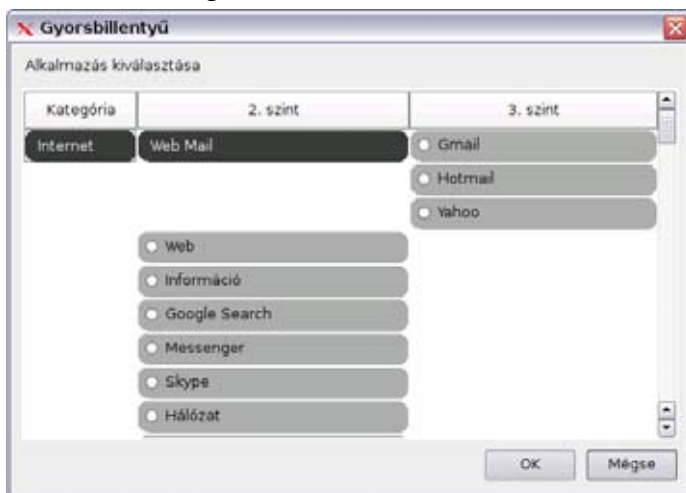 Gyorsbillentyű
Alkalmazás kiválasztása
Kategória 2. szint 3. szint
Internet Web Mail Gmail
Hotmail
Yahoo
Web
Információ
Google Search
Messenger
Skype
Hálózat
OK Mégse